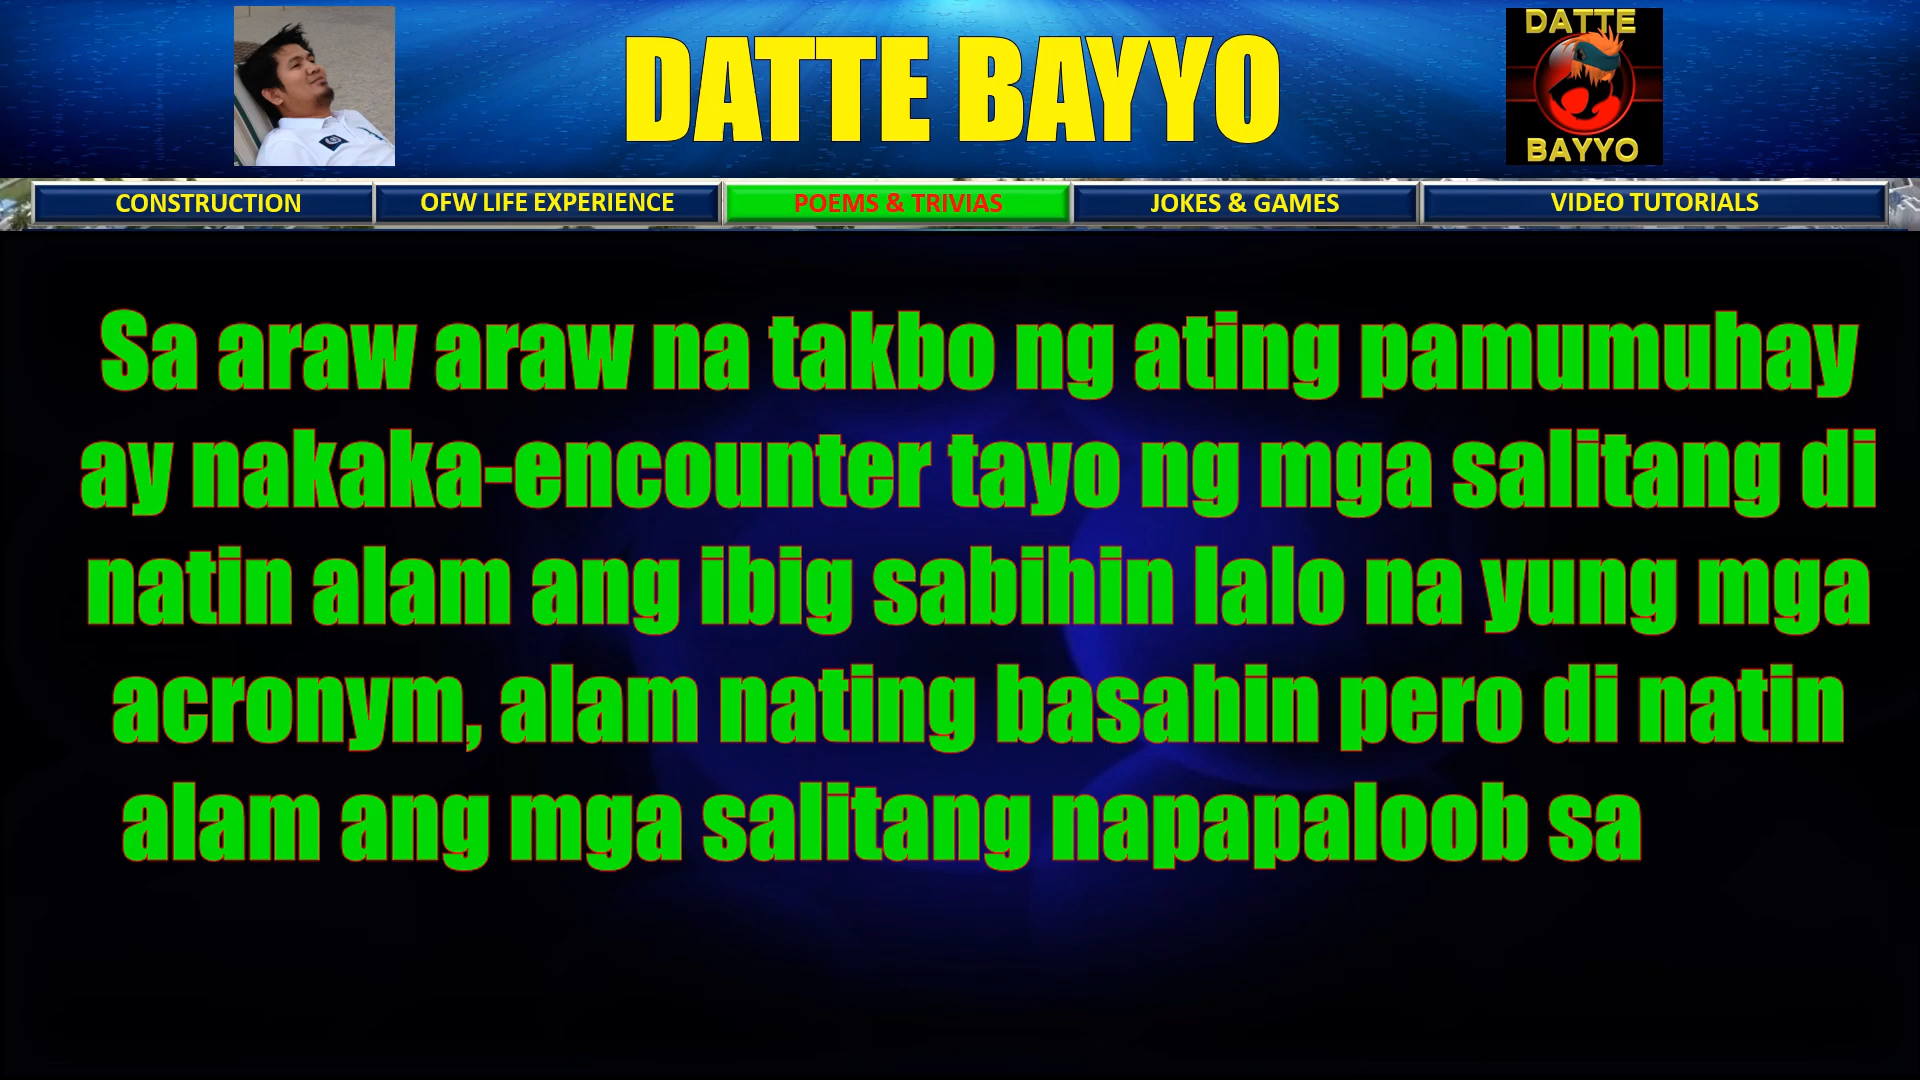 DATTE BAYYO
DATTE
BAYYO
CONSTRUCTION
OFW LIFE EXPERIENCE
POEMS & TRIVIAS
JOKES & GAMES
VIDEO TUTORIALS
Sa araw araw na takbo ng ating pamumuhay
ay nakaka-encounter tayo ng mga salitang di
natin alam ang ibig sabihin lalo na yung mga
acronym, alam nating basahin pero di natin
alam ang mga salitang napapaloob sa